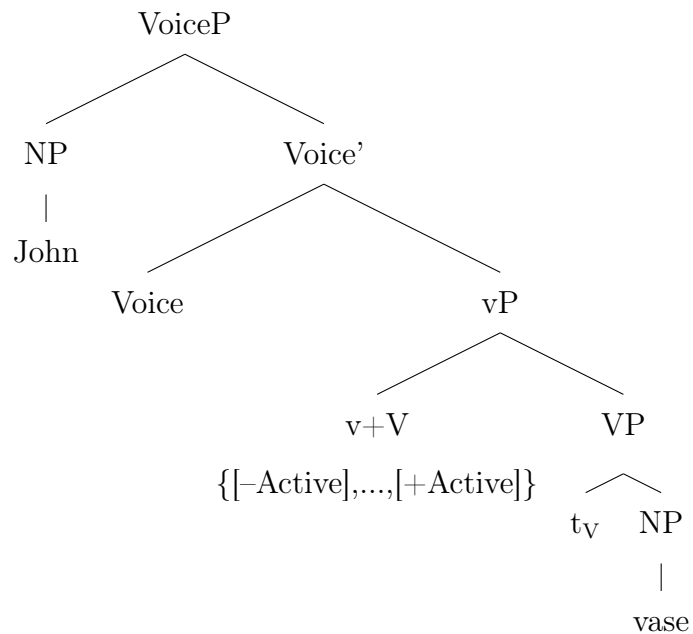 VoiceP
NP Voice’
|
John
Voice vP
v+V VP
{[–Active],...,[+Active]}
t_V NP
|
vase